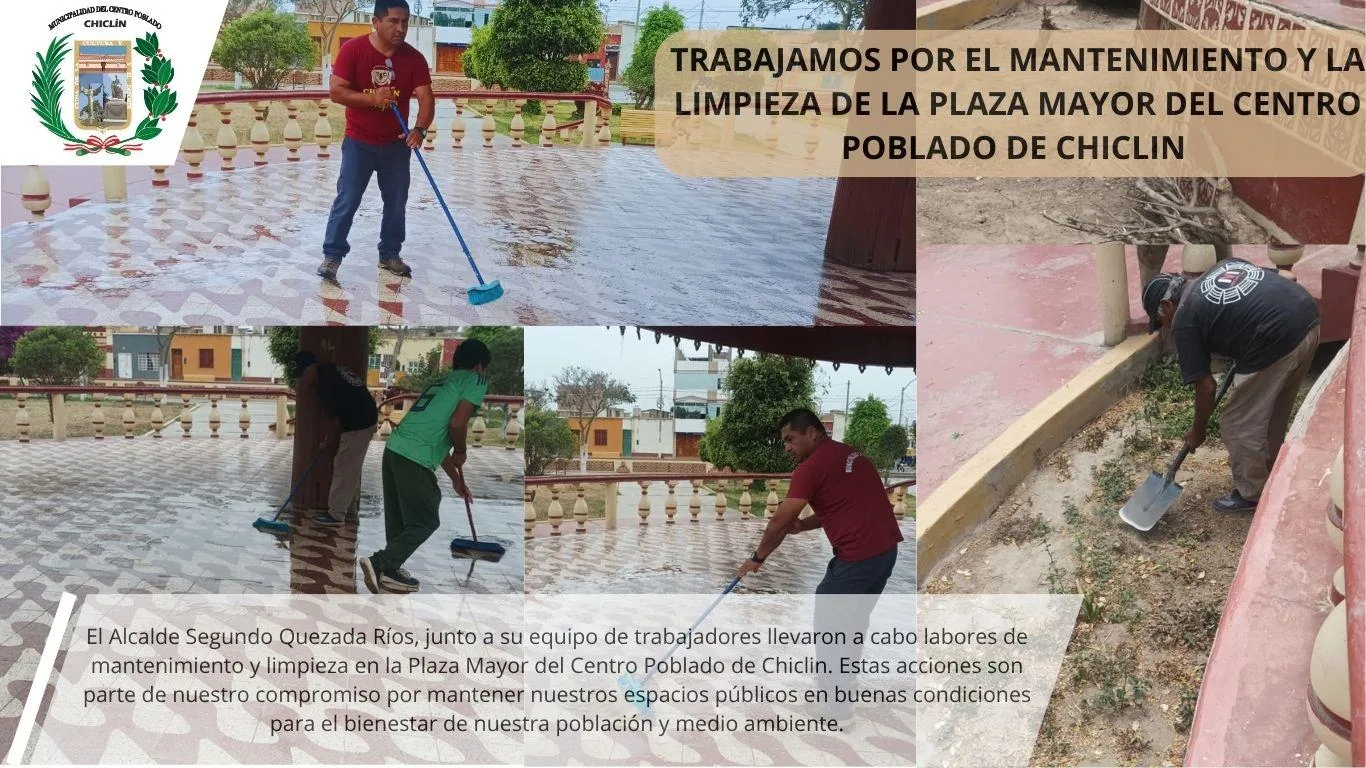 MUNICIPALIDAD DEL CENTRO POBLADO
CHICLÍN
TRABAJAMOS POR EL MANTENIMIENTO Y LA
LIMPIEZA DE LA PLAZA MAYOR DEL CENTRO
POBLADO DE CHICLIN
El Alcalde Segundo Quezada Ríos, junto a su equipo de trabajadores llevaron a cabo labores de
mantenimiento y limpieza en la Plaza Mayor del Centro Poblado de Chiclin. Estas acciones son
parte de nuestro compromiso por mantener nuestros espacios públicos en buenas condiciones
para el bienestar de nuestra población y medio ambiente.